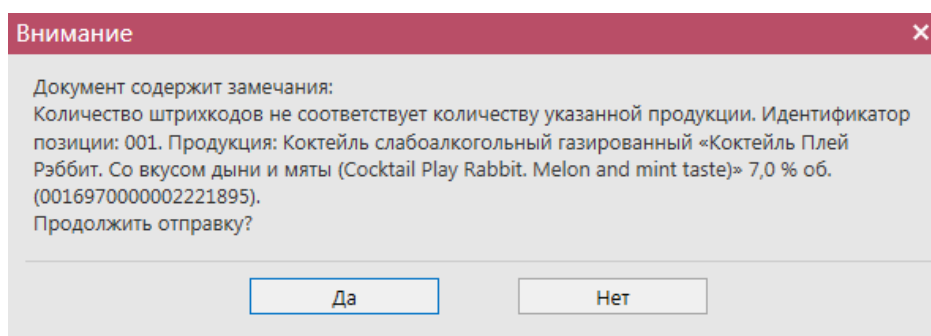 Внимание
Документ содержит замечания:
Количество штрихкодов не соответствует количеству указанной продукции. Идентификатор
позиции: 001. Продукция: Коктейль слабоалкогольный газированный «Коктейль Плей
Рэббит. Со вкусом дыни и мяты (Cocktail Play Rabbit. Melon and mint taste)» 7,0 % об.
(0016970000002221895).
Продолжить отправку?
Да
Нет